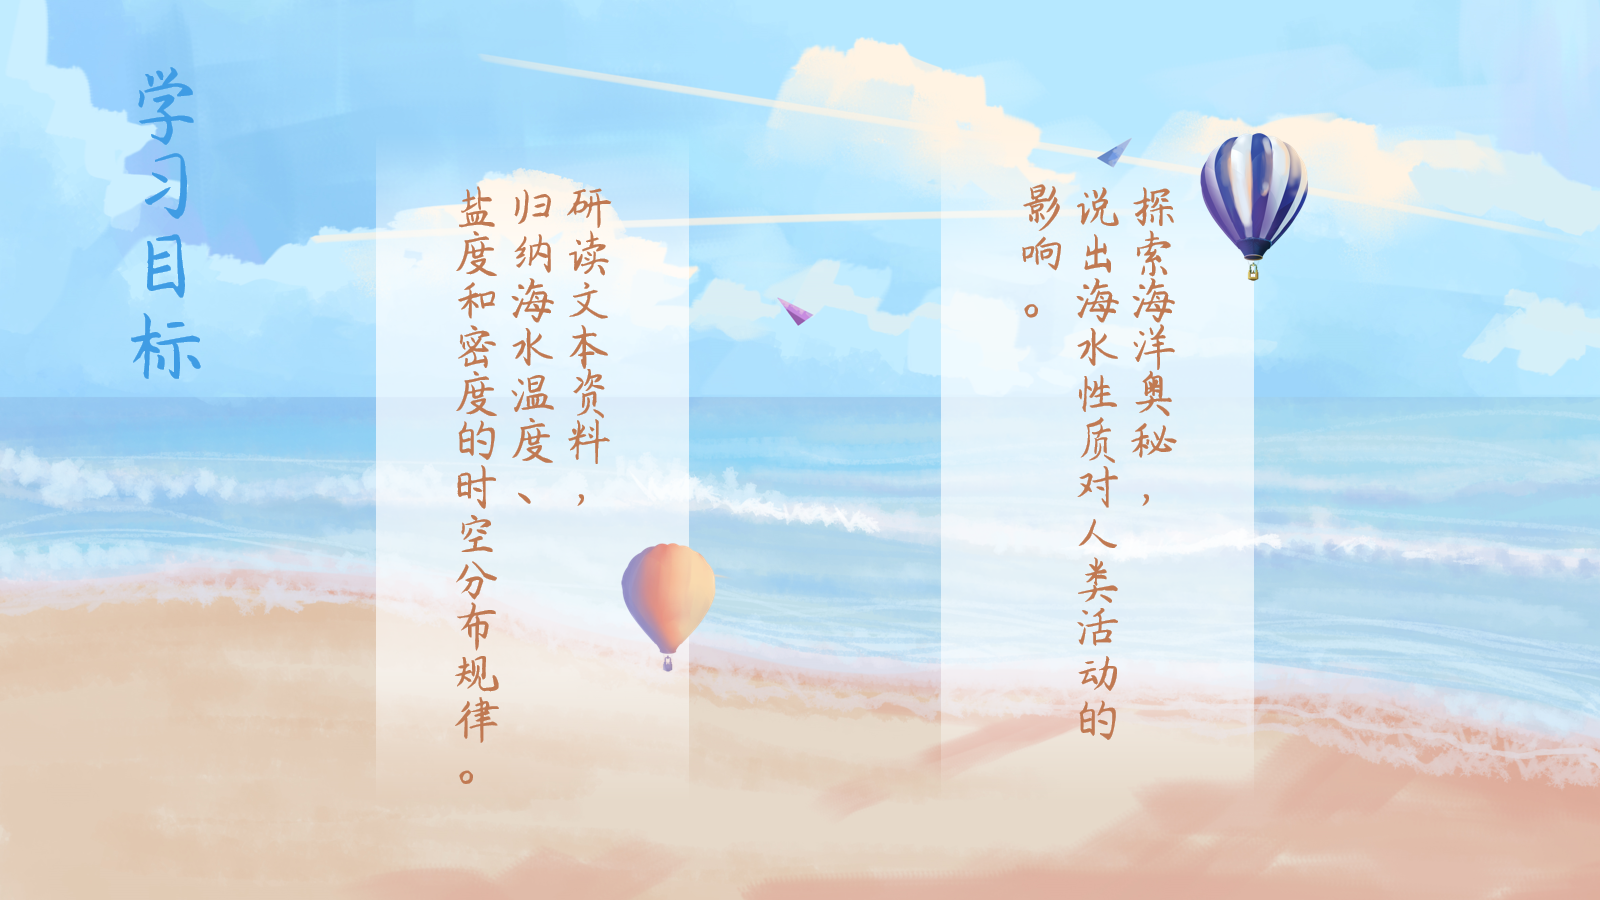 学习目标
研读文本资料，
归纳海水温度、
盐度和密度的时空分布规律。
探索海洋奥秘，
说出海水性质对人类活动的
影响。